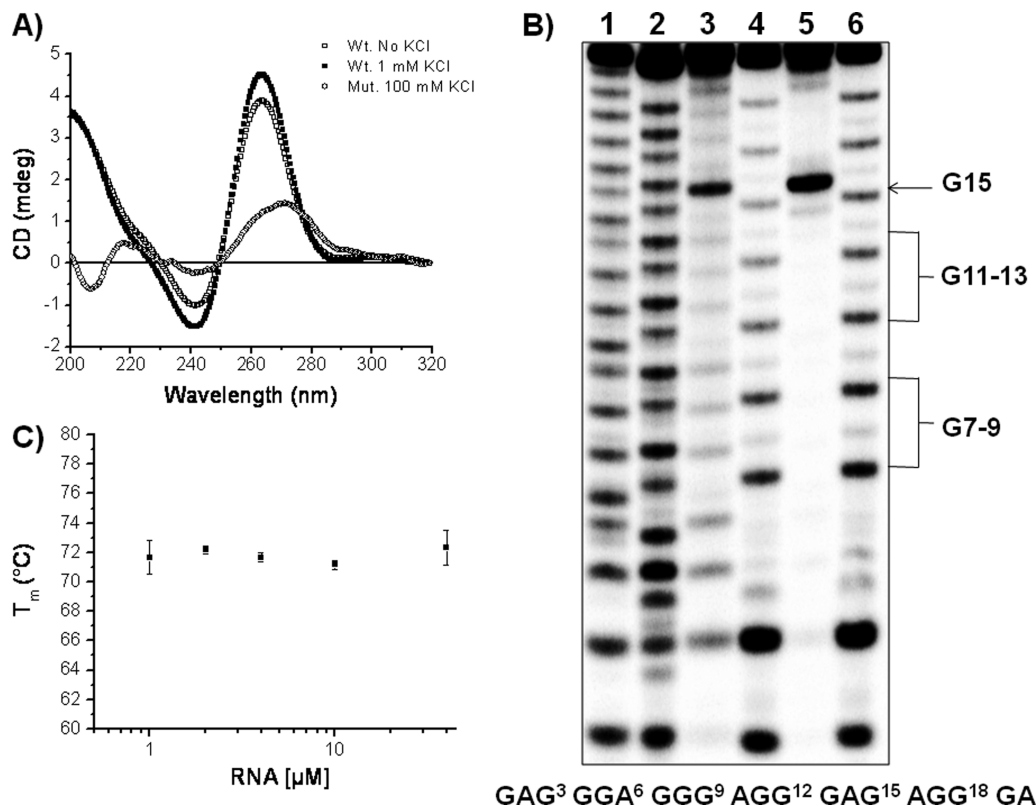 A)
Wt. No KCl
Wt. 1 mM KCl
Mut. 100 mM KCl
5
4
3
2
1
0
-1
-2
CD (mdeg)
200 220 240 260 280 300 320
Wavelength (nm)
B)
1 2 3 4 5 6
G15
G11-13
G7-9
GAG³ GGA⁶ GGG⁹ AGG¹² GAG¹⁵ AGG¹⁸ GA
C)
80
78
76
74
72
70
68
66
64
62
60
Tₘ (°C)
1 10
RNA [µM]